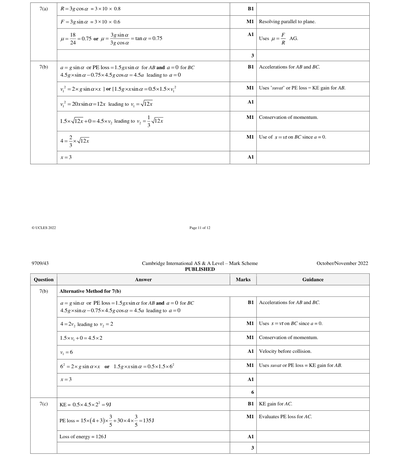 7(a) R = 3g cos α = 3×10× 0.8 B1
F = 3g sin α = 3×10 × 0.6 M1 Resolving parallel to plane.
μ = 18/24 = 0.75 or μ = 3g sin α / 3g cos α = tan α = 0.75 A1 Uses μ = F/R AG.
3
7(b) a = g sin α or PE loss = 1.5gx sin α for AB and a = 0 for BC B1 Accelerations for AB and BC.
4.5g sin α − 0.75×4.5g cos α = 4.5a leading to a = 0
v₁² = 2×g sin α×x ] or [1.5g×x sin α = 0.5×1.5×v₁² M1 Uses 'suvat' or PE loss = KE gain for AB.
v₁² = 20x sin α = 12x leading to v₁ = √12x A1
1.5×√12x + 0 = 4.5×v₂ leading to v₂ = 1/3 √12x M1 Conservation of momentum.
4 = 2/3 × √12x M1 Use of s = vt on BC since a = 0.
x = 3 A1
© UCLES 2022 Page 11 of 12
9709/43 Cambridge International AS & A Level – Mark Scheme October/November 2022
PUBLISHED
Question Answer Marks Guidance
7(b) Alternative Method for 7(b)
a = g sin α or PE loss = 1.5gx sin α for AB and a = 0 for BC B1 Accelerations for AB and BC.
4.5g×sin α − 0.75×4.5g cos α = 4.5a leading to a = 0
4 = 2v₂ leading to v₂ = 2 M1 Uses s = vt on BC since a = 0.
1.5×v₁ + 0 = 4.5×2 M1 Conservation of momentum.
v₁ = 6 A1 Velocity before collision.
6² = 2×g sin α×x or 1.5g×x sin α = 0.5×1.5×6² M1 Uses suvat or PE loss = KE gain for AB.
x = 3 A1
6
7(c) KE = 0.5×4.5×2² = 9J B1 KE gain for AC.
PE loss = 15×(4+3)×3/5 + 30×4×3/5 = 135J M1 Evaluates PE loss for AC.
Loss of energy = 126J A1
3